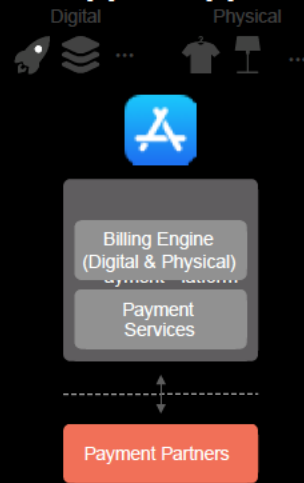 Digital Physical
...
...
Billing Engine
(Digital & Physical)
Payment
Services
Payment Partners